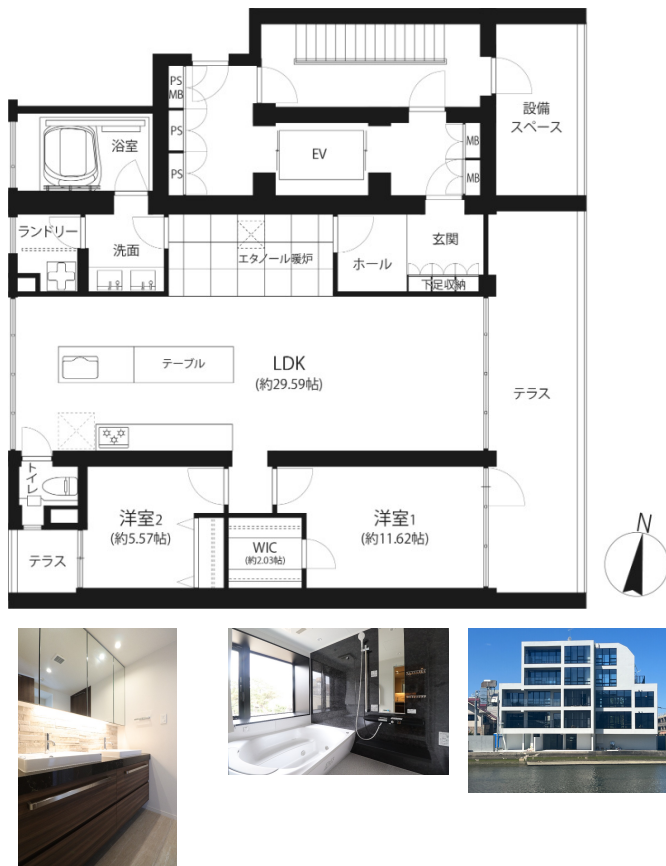 PS
MB
PS
PS
EV
MB
MB
設備
スペース
浴室
ランドリー
洗面
エタノール暖炉
ホール
玄関
下足収納
テーブル
LDK
(約29.59帖)
テラス
トイレ
洋室2
(約5.57帖)
WIC
(約2.03帖)
洋室1
(約11.62帖)
テラス
N